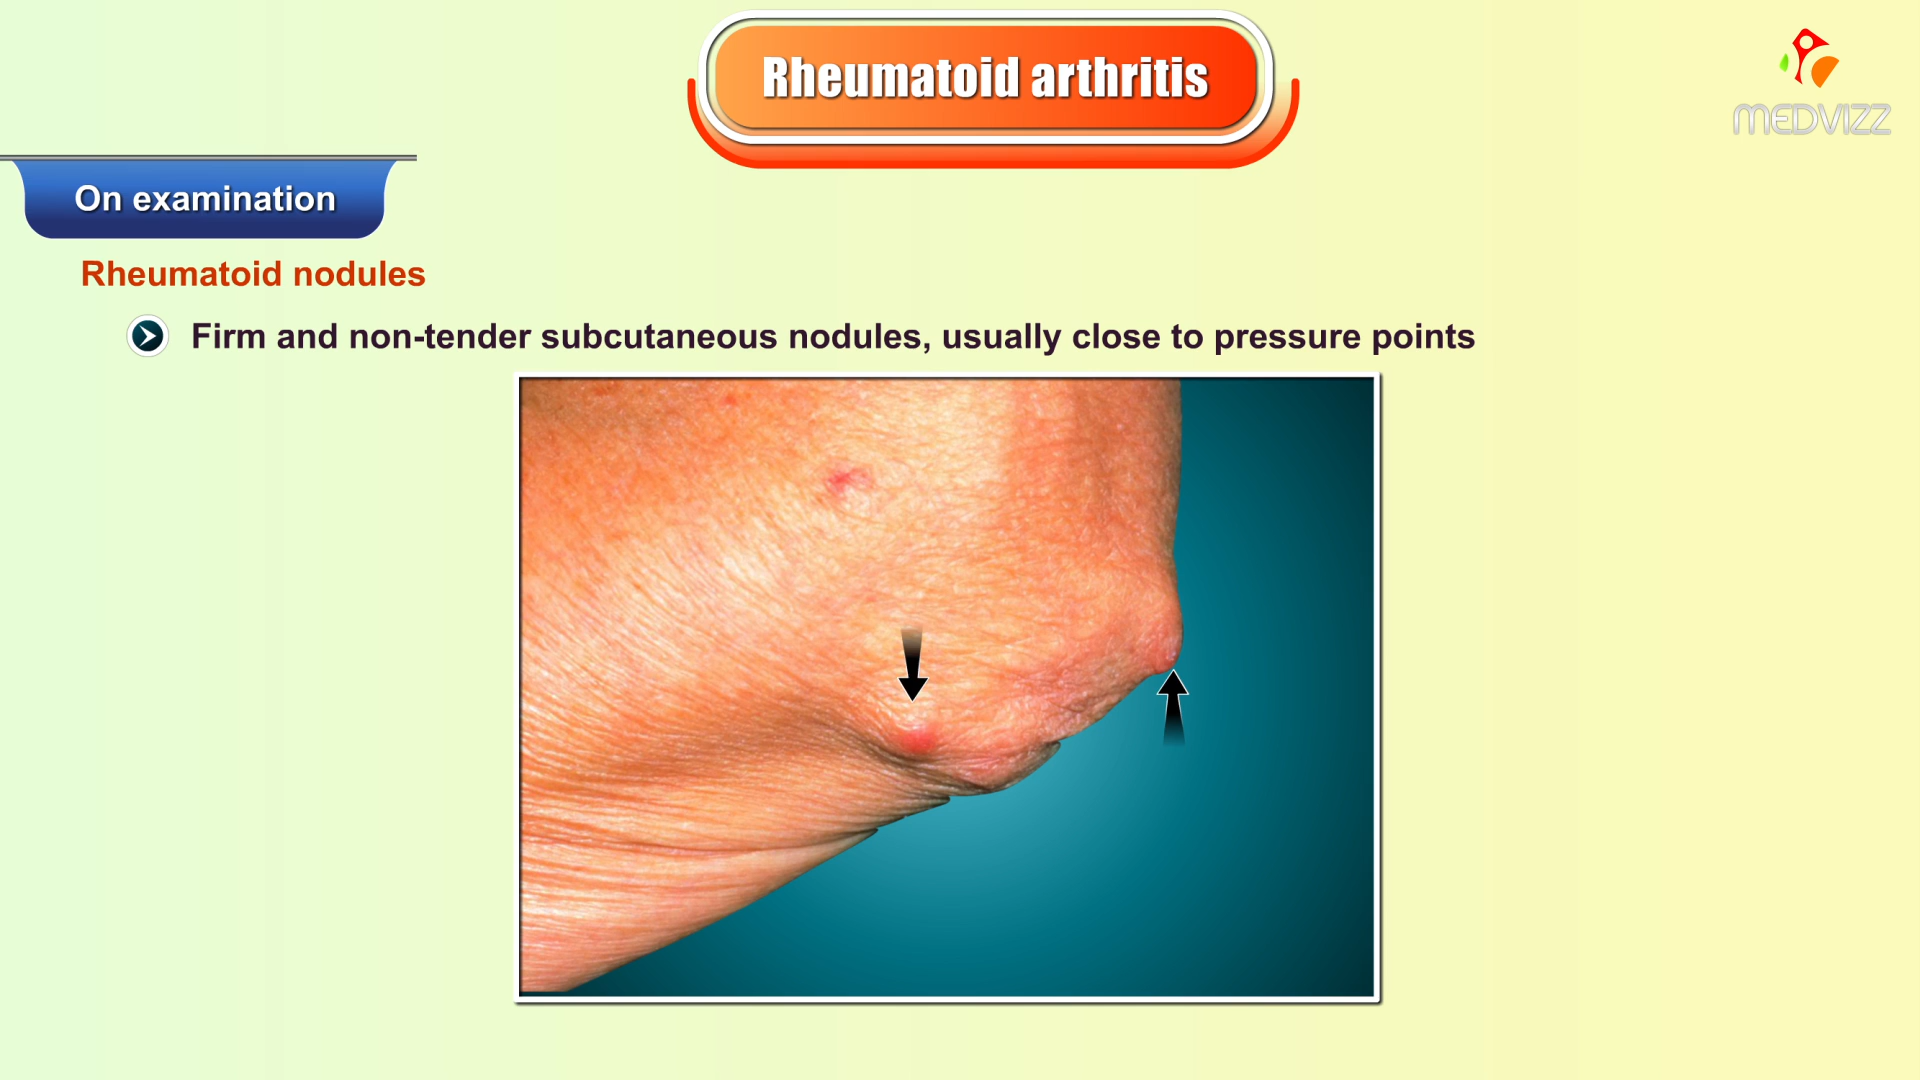 Rheumatoid arthritis
MEDVIZZ
On examination
Rheumatoid nodules
Firm and non-tender subcutaneous nodules, usually close to pressure points